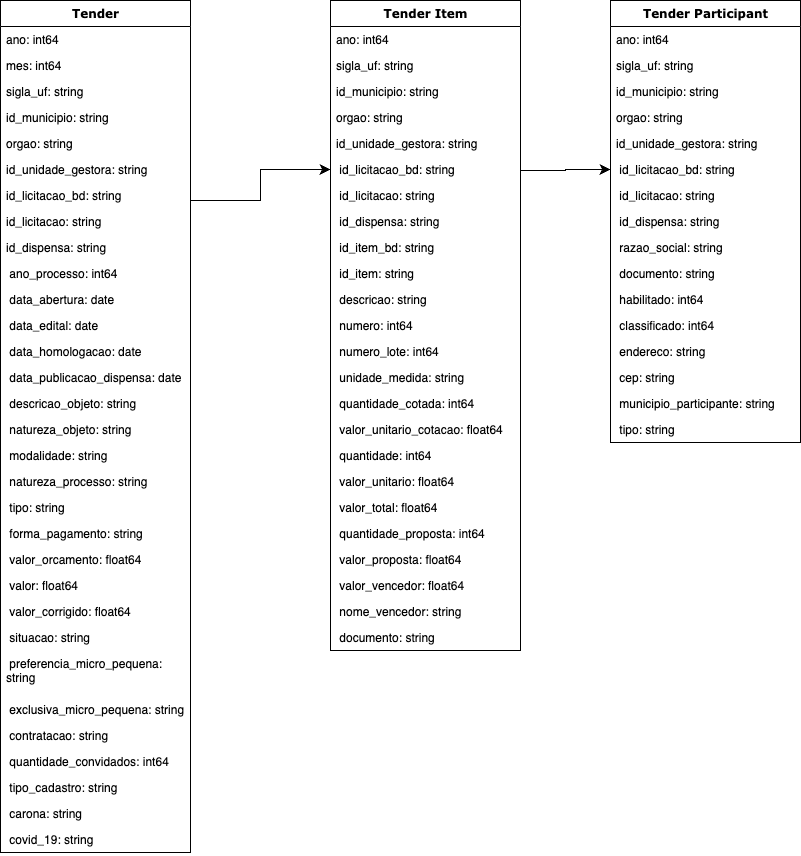 Tender
ano: int64
mes: int64
sigla_uf: string
id_municipio: string
orgao: string
id_unidade_gestora: string
id_licitacao_bd: string
id_licitacao: string
id_dispensa: string
ano_processo: int64
data_abertura: date
data_edital: date
data_homologacao: date
data_publicacao_dispensa: date
descricao_objeto: string
natureza_objeto: string
modalidade: string
natureza_processo: string
tipo: string
forma_pagamento: string
valor_orcamento: float64
valor: float64
valor_corrigido: float64
situacao: string
preferencia_micro_pequena:
string
exclusiva_micro_pequena: string
contratacao: string
quantidade_convidados: int64
tipo_cadastro: string
carona: string
covid_19: string
Tender Item
ano: int64
sigla_uf: string
id_municipio: string
orgao: string
id_unidade_gestora: string
id_licitacao_bd: string
id_licitacao: string
id_dispensa: string
id_item_bd: string
id_item: string
descricao: string
numero: int64
numero_lote: int64
unidade_medida: string
quantidade_cotada: int64
valor_unitario_cotacao: float64
quantidade: int64
valor_unitario: float64
valor_total: float64
quantidade_proposta: int64
valor_proposta: float64
valor_vencedor: float64
nome_vencedor: string
documento: string
Tender Participant
ano: int64
sigla_uf: string
id_municipio: string
orgao: string
id_unidade_gestora: string
id_licitacao_bd: string
id_licitacao: string
id_dispensa: string
razao_social: string
documento: string
habilitado: int64
classificado: int64
endereco: string
cep: string
municipio_participante: string
tipo: string